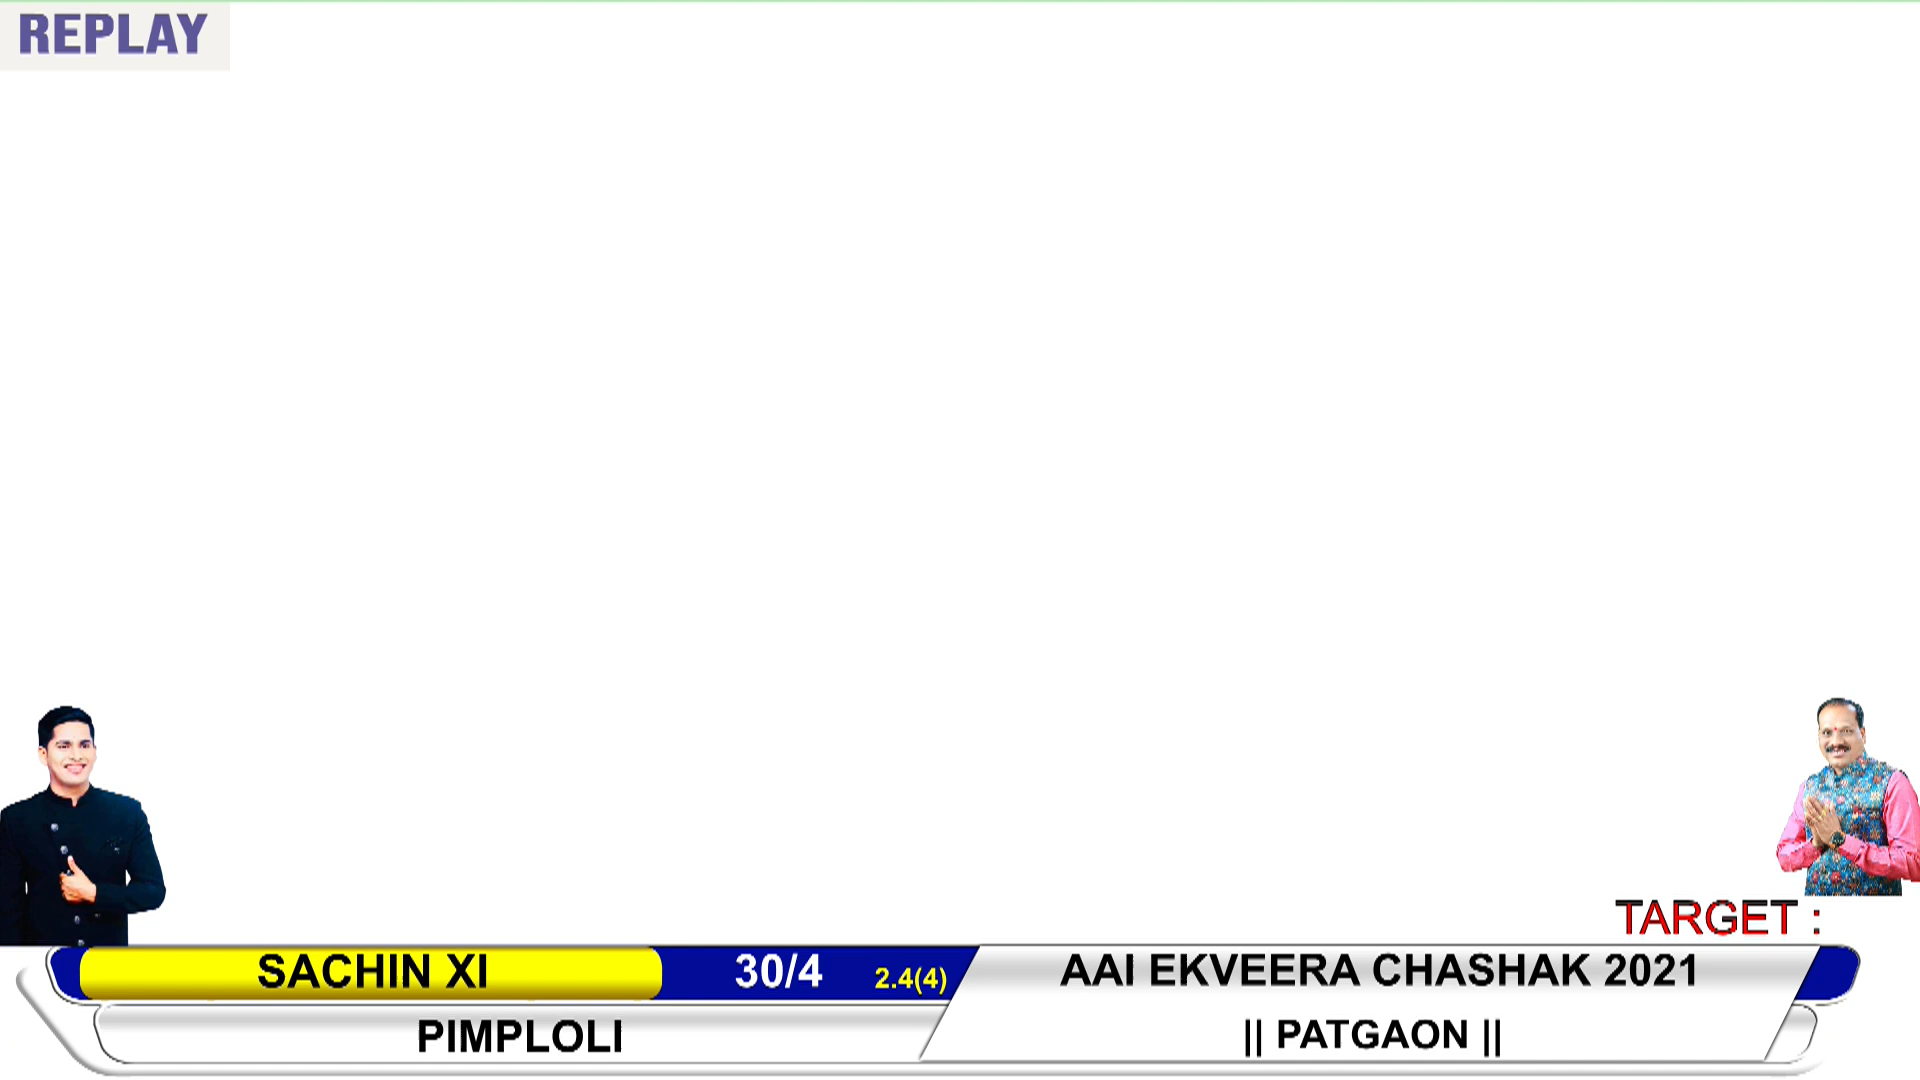 REPLAY
TARGET :
SACHIN XI 30/4 2.4(4) AAI EKVEERA CHASHAK 2021
PIMPLOLI || PATGAON ||